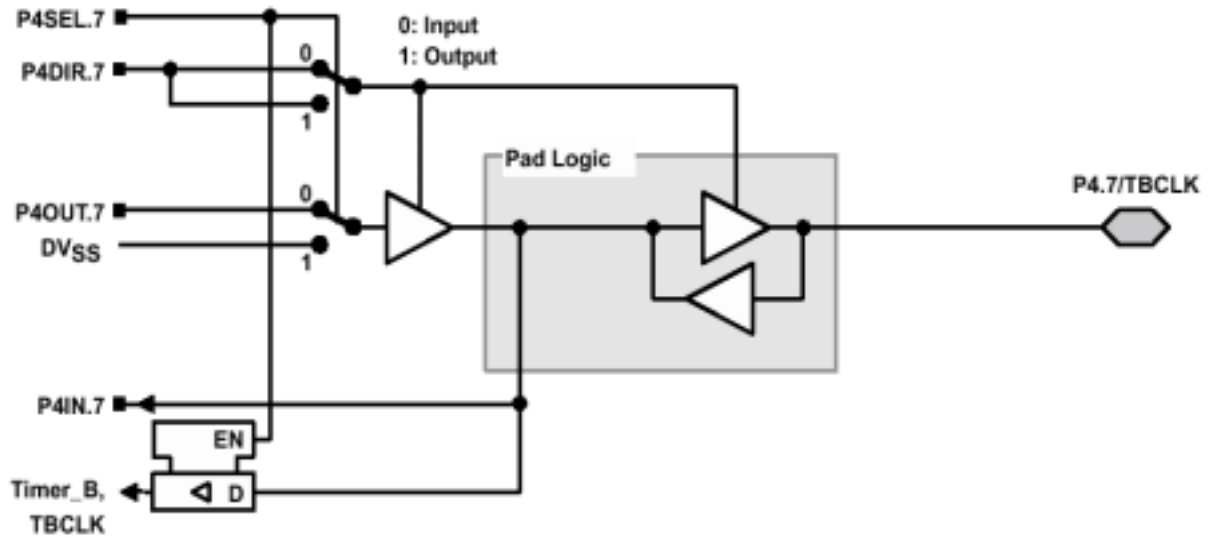 P4SEL.7
0: Input
1: Output
P4DIR.7
0
1
Pad Logic
P4.7/TBCLK
P4OUT.7
0
DVSS
1
P4IN.7
EN
Timer_B,
D
TBCLK